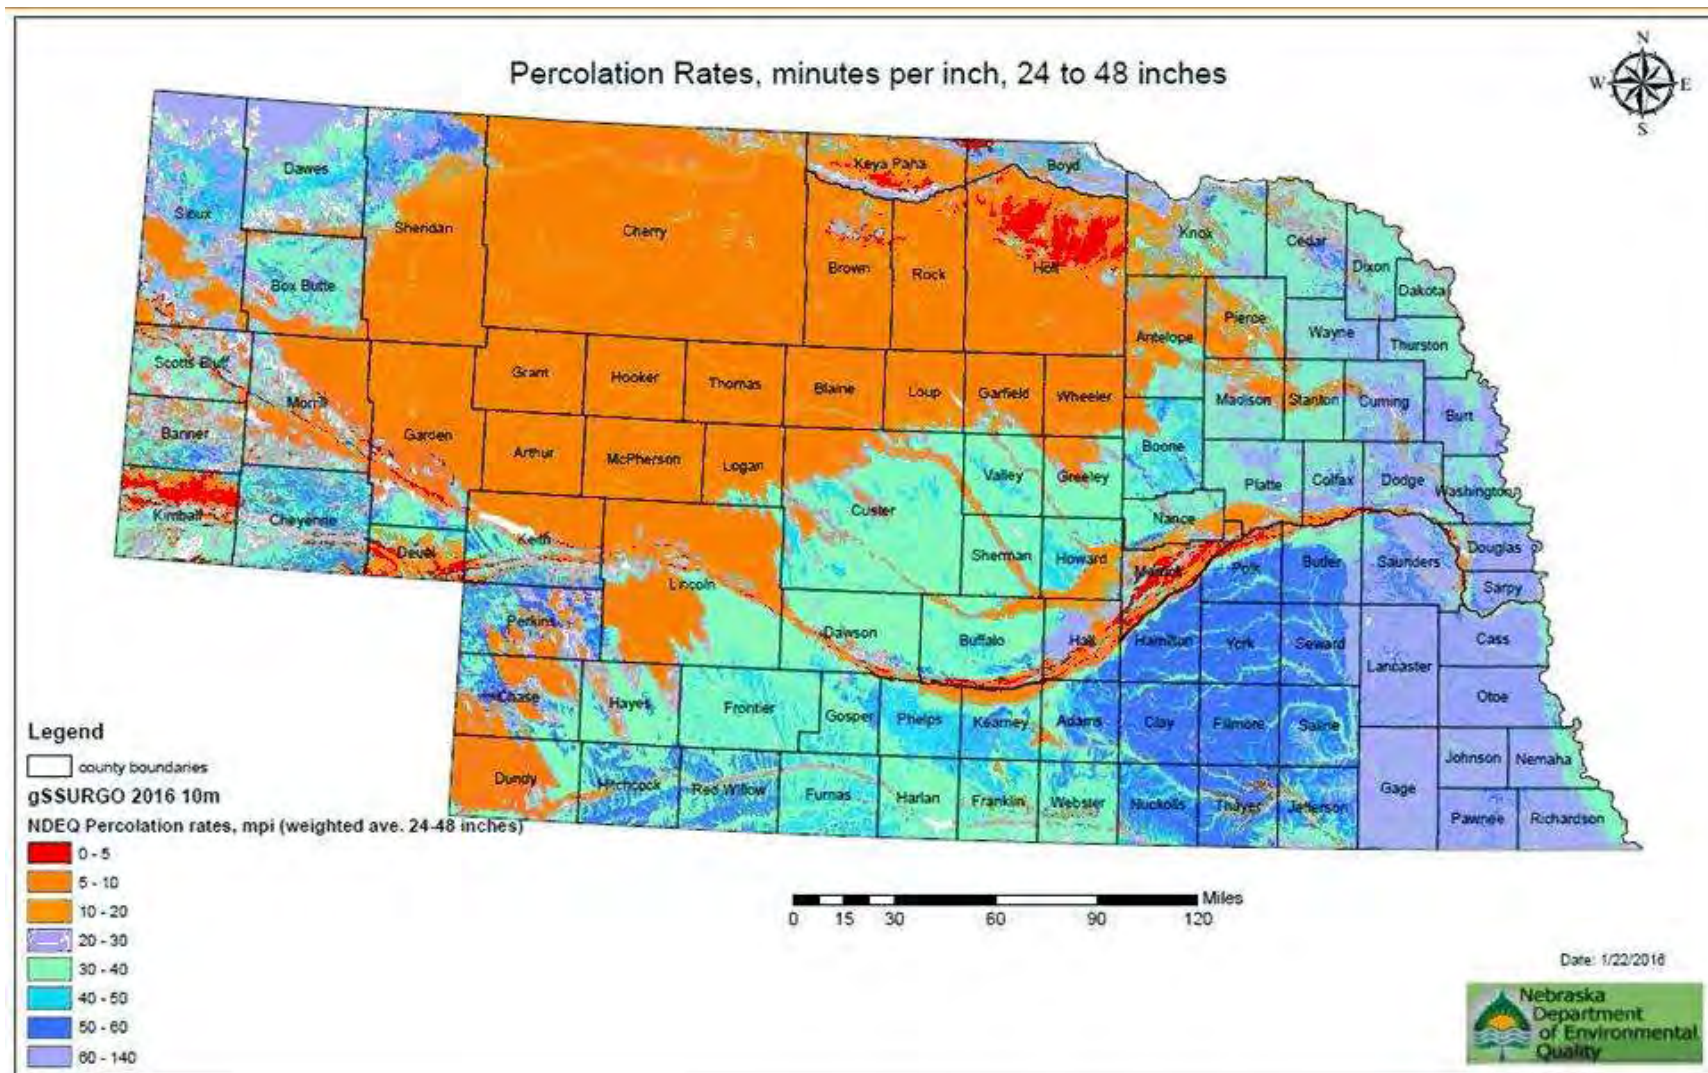 Percolation Rates, minutes per inch, 24 to 48 inches
N
W
E
S
Keya Paha
Boyd
Dawes
Sioux
Sheridan
Cherry
Knox
Cedar
Brown
Rock
Holt
Dixon
Box Butte
Dakota
Pierce
Antelope
Wayne
Thurston
Scotts Bluff
Grant
Hooker
Thomas
Blaine
Loup
Garfield
Wheeler
Morrill
Madison
Stanton
Cuming
Burt
Banner
Garden
Arthur
McPherson
Logan
Boone
Valley
Greeley
Platte
Colfax
Dodge
Washington
Kimball
Cheyenne
Custer
Nance
Deuel
Keith
Sherman
Howard
Douglas
Merrick
Polk
Butler
Saunders
Lincoln
Sarpy
Perkins
Dawson
Buffalo
Hall
Hamilton
York
Seward
Cass
Lancaster
Chase
Hayes
Frontier
Gosper
Phelps
Kearney
Adams
Clay
Fillmore
Saline
Otoe
Dundy
Hitchcock
Red Willow
Furnas
Harlan
Franklin
Webster
Nuckolls
Thayer
Jefferson
Gage
Johnson
Nemaha
Pawnee
Richardson
Legend
county boundaries
gSSURGO 2016 10m
NDEQ Percolation rates, mpi (weighted ave. 24-48 inches)
0 - 5
5 - 10
10 - 20
20 - 30
30 - 40
40 - 50
50 - 60
60 - 140
Miles
0 15 30 60 90 120
Date: 1/22/2016
Nebraska
Department
of Environmental
Quality